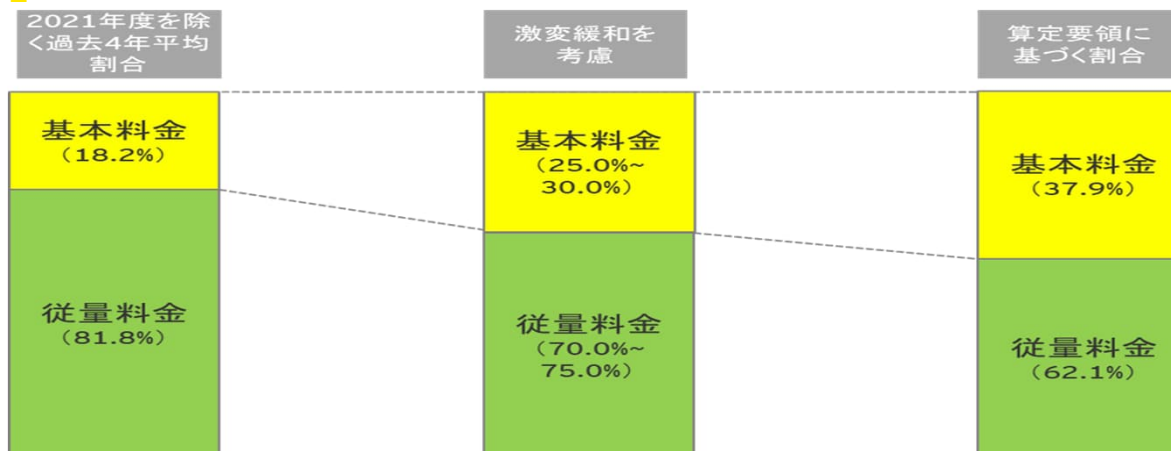 2021年度を除
く過去4年平均
割合
激変緩和を
考慮
算定要領に
基づく割合
基本料金
（18.2%）
基本料金
（25.0%~
30.0%）
基本料金
（37.9%）
従量料金
（81.8%）
従量料金
（70.0%~
75.0%）
従量料金
（62.1%）